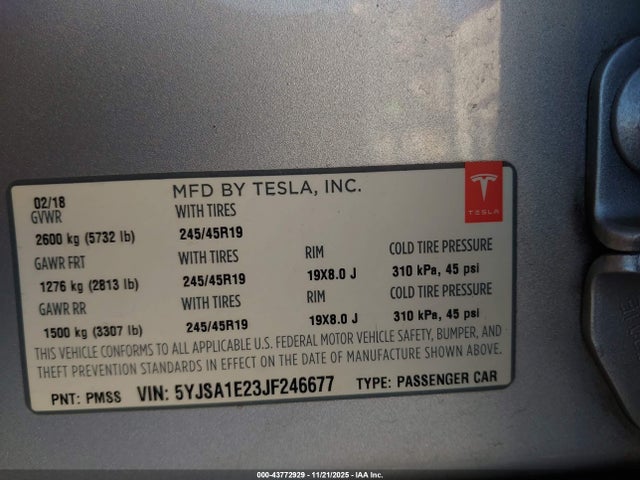 MFD BY TESLA, INC.
TESLA
02/18
GVWR WITH TIRES
2600 kg (5732 lb) 245/45R19
GAWR FRT WITH TIRES RIM COLD TIRE PRESSURE
1276 kg (2813 lb) 245/45R19 19X8.0 J 310 kPa, 45 psi
GAWR RR WITH TIRES RIM COLD TIRE PRESSURE
1500 kg (3307 lb) 245/45R19 19X8.0 J 310 kPa, 45 psi
THIS VEHICLE CONFORMS TO ALL APPLICABLE U.S. FEDERAL MOTOR VEHICLE SAFETY, BUMPER, AND
THEFT PREVENTION STANDARDS IN EFFECT ON THE DATE OF MANUFACTURE SHOWN ABOVE.
PNT: PMSS VIN: 5YJSA1E23JF246677 TYPE: PASSENGER CAR
000-43772929 - 11/21/2025 - IAA Inc.